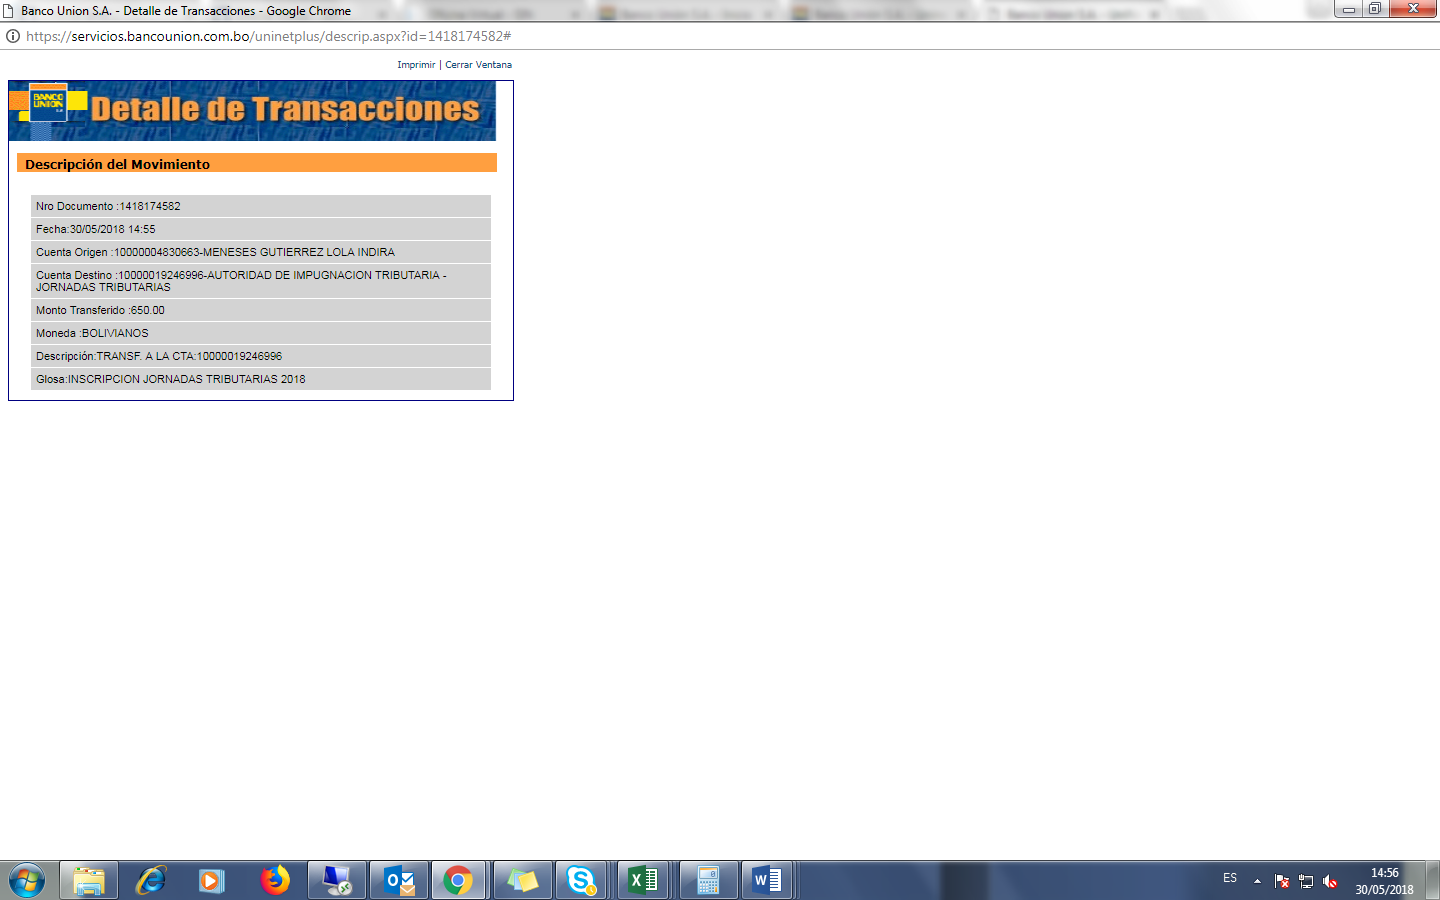 Banco Union S.A. - Detalle de Transacciones - Google Chrome
https://servicios.bancounion.com.bo/uninetplus/descrip.aspx?id=1418174582#
Imprimir | Cerrar Ventana
BANCO
UNION
Detalle de Transacciones
Descripción del Movimiento
Nro Documento :1418174582
Fecha:30/05/2018 14:55
Cuenta Origen :10000004830663-MENESES GUTIERREZ LOLA INDIRA
Cuenta Destino :10000019246996-AUTORIDAD DE IMPUGNACION TRIBUTARIA -
JORNADAS TRIBUTARIAS
Monto Transferido :650.00
Moneda :BOLIVIANOS
Descripción:TRANSF. A LA CTA:10000019246996
Glosa:INSCRIPCION JORNADAS TRIBUTARIAS 2018
ES
14:56
30/05/2018